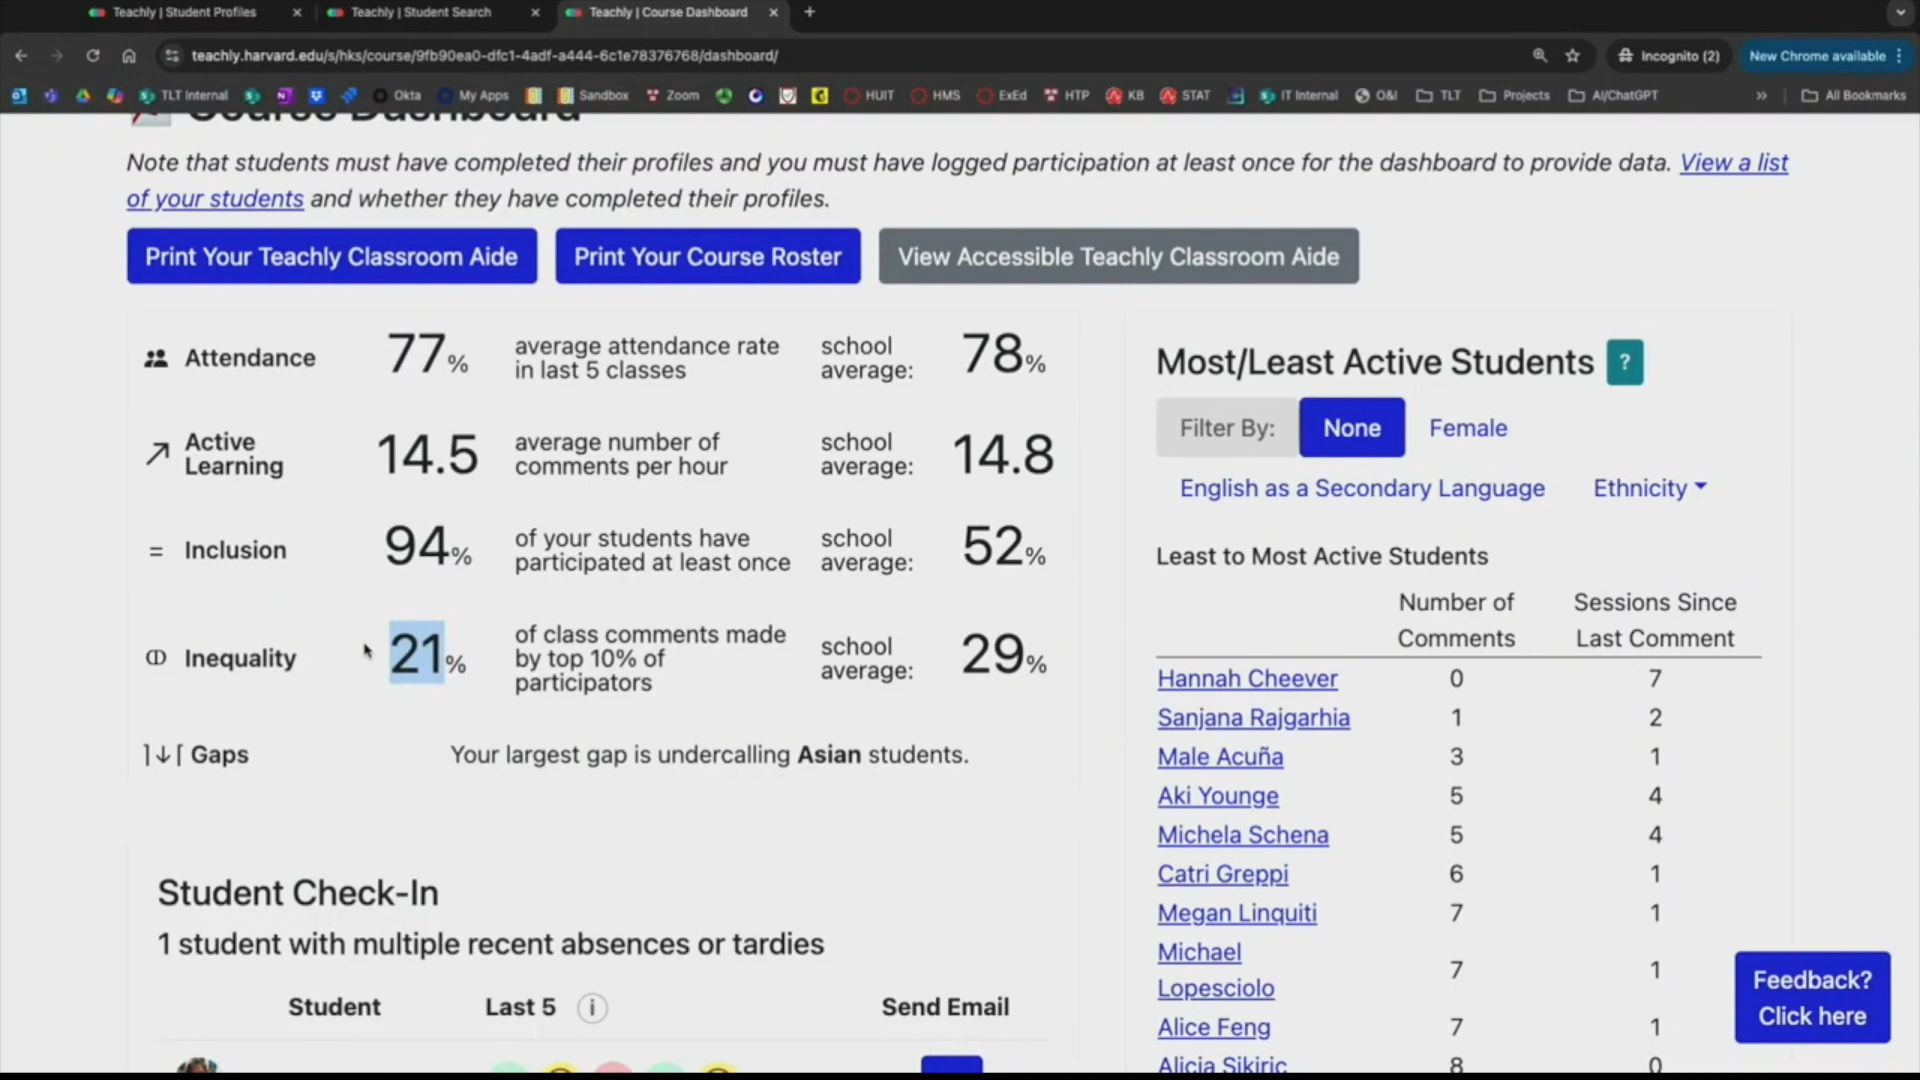 Teachly | Student Profiles
Teachly | Student Search
Teachly | Course Dashboard
teachly.harvard.edu/s/hks/course/9fb90ea0-dfc1-4adf-a444-6c1e78376768/dashboard/
Incognito (2)
New Chrome available
TLT Internal
Okta
My Apps
Sandbox
Zoom
HUIT
HMS
ExEd
HTP
KB
STAT
IT Internal
O&I
TLT
Projects
AI/ChatGPT
»
All Bookmarks
Course Dashboard
Note that students must have completed their profiles and you must have logged participation at least once for the dashboard to provide data. View a list
of your students and whether they have completed their profiles.
Print Your Teachly Classroom Aide
Print Your Course Roster
View Accessible Teachly Classroom Aide
Attendance
77%
average attendance rate
in last 5 classes
school
average:
78%
Active
Learning
14.5
average number of
comments per hour
school
average:
14.8
Inclusion
94%
of your students have
participated at least once
school
average:
52%
Inequality
21%
of class comments made
by top 10% of
participators
school
average:
29%
Gaps
Your largest gap is undercalling Asian students.
Student Check-In
1 student with multiple recent absences or tardies
Student
Last 5
i
Send Email
Most/Least Active Students
?
Filter By:
None
Female
English as a Secondary Language
Ethnicity
Least to Most Active Students
Number of
Comments
Sessions Since
Last Comment
Hannah Cheever 0 7
Sanjana Rajgarhia 1 2
Male Acuña 3 1
Aki Younge 5 4
Michela Schena 5 4
Catri Greppi 6 1
Megan Linquiti 7 1
Michael
Lopesciolo 7 1
Alice Feng 7 1
Alicia Sikiric 8 0
Feedback?
Click here